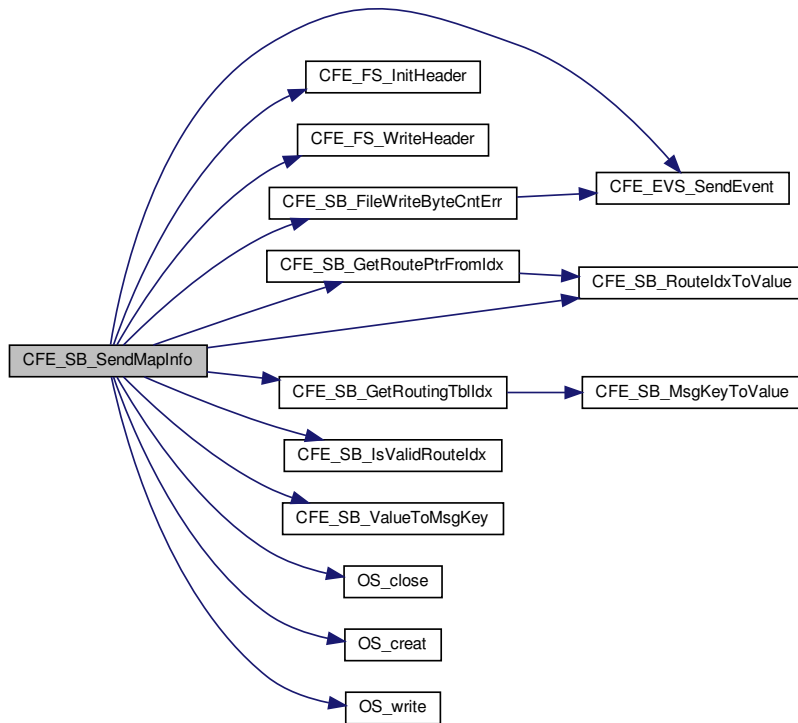 CFE_FS_InitHeader
CFE_FS_WriteHeader
CFE_SB_FileWriteByteCntErr
CFE_EVS_SendEvent
CFE_SB_GetRoutePtrFromIdx
CFE_SB_RouteIdxToValue
CFE_SB_SendMapInfo
CFE_SB_GetRoutingTblIdx
CFE_SB_MsgKeyToValue
CFE_SB_IsValidRouteIdx
CFE_SB_ValueToMsgKey
OS_close
OS_creat
OS_write